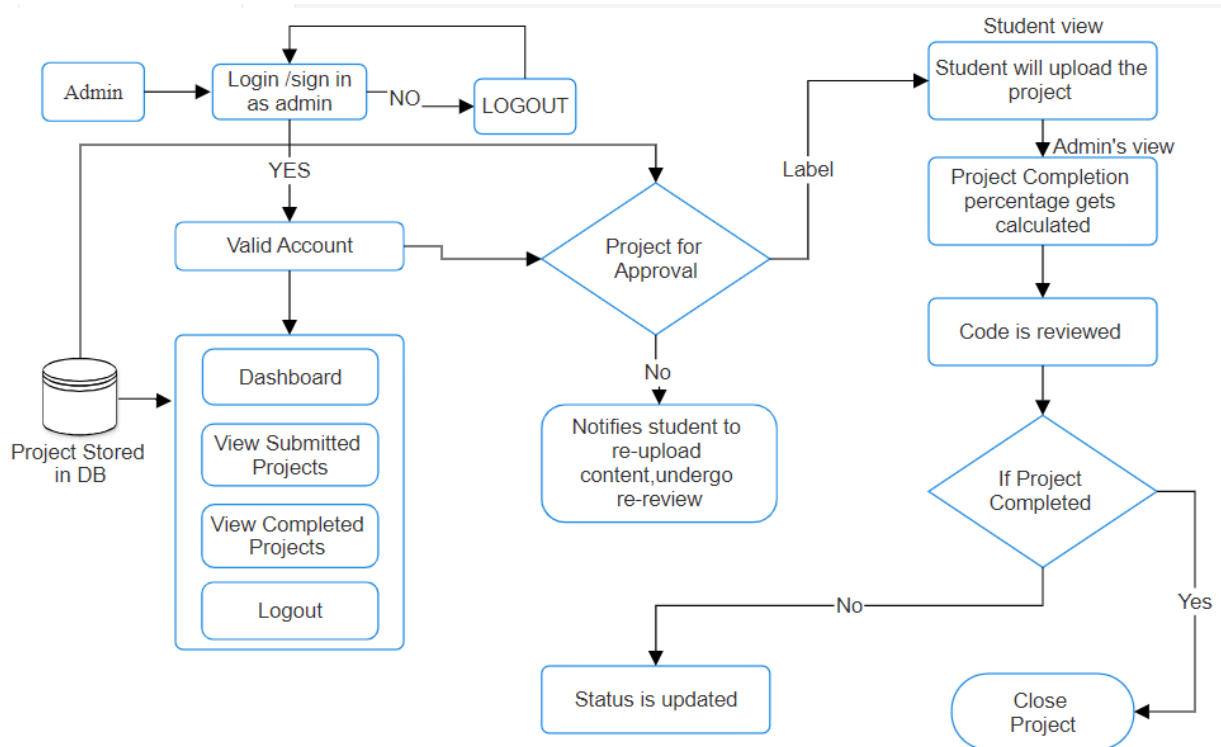 Student view
Admin
Login /sign in
as admin
NO
LOGOUT
Student will upload the
project
YES
Label
Admin's view
Project Completion
percentage gets
calculated
Valid Account
Project for
Approval
Code is reviewed
Dashboard
No
Project Stored
in DB
View Submitted
Projects
Notifies student to
re-upload
content,undergo
re-review
If Project
Completed
View Completed
Projects
Logout
No
Yes
Status is updated
Close
Project